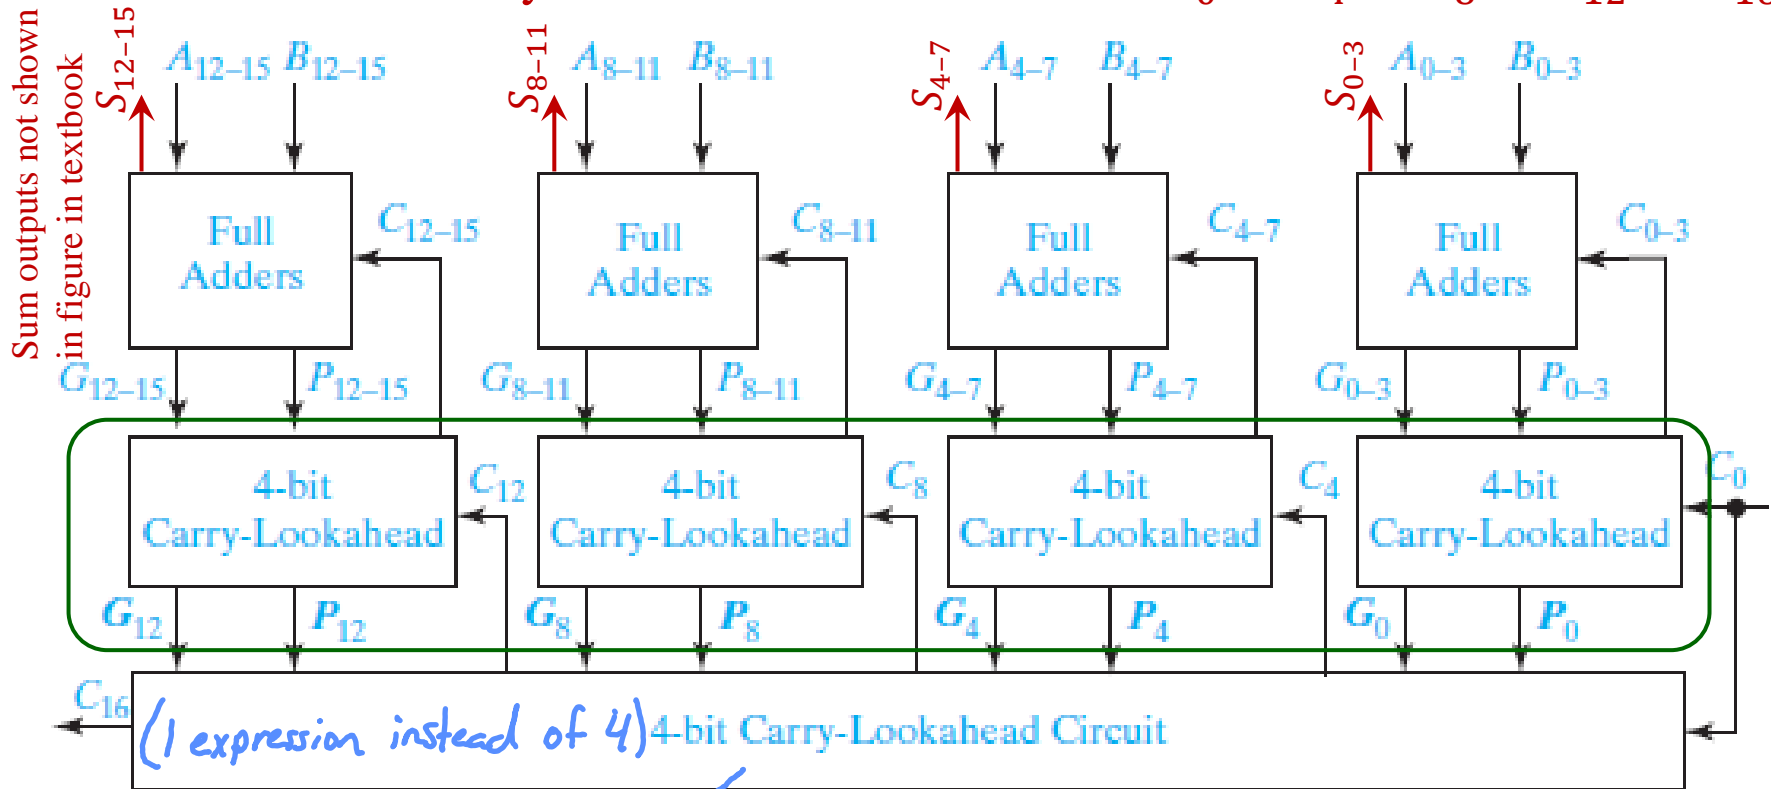 Sum outputs not shown
in figure in textbook
S12–15 A12–15 B12–15 S8–11 A8–11 B8–11 S4–7 A4–7 B4–7 S0–3 A0–3 B0–3
Full Adders C12–15 Full Adders C8–11 Full Adders C4–7 Full Adders C0–3
G12–15 P12–15 G8–11 P8–11 G4–7 P4–7 G0–3 P0–3
4-bit Carry-Lookahead C12 4-bit Carry-Lookahead C8 4-bit Carry-Lookahead C4 4-bit Carry-Lookahead C0
G12 P12 G8 P8 G4 P4 G0 P0
C16 (1 expression instead of 4) 4-bit Carry-Lookahead Circuit